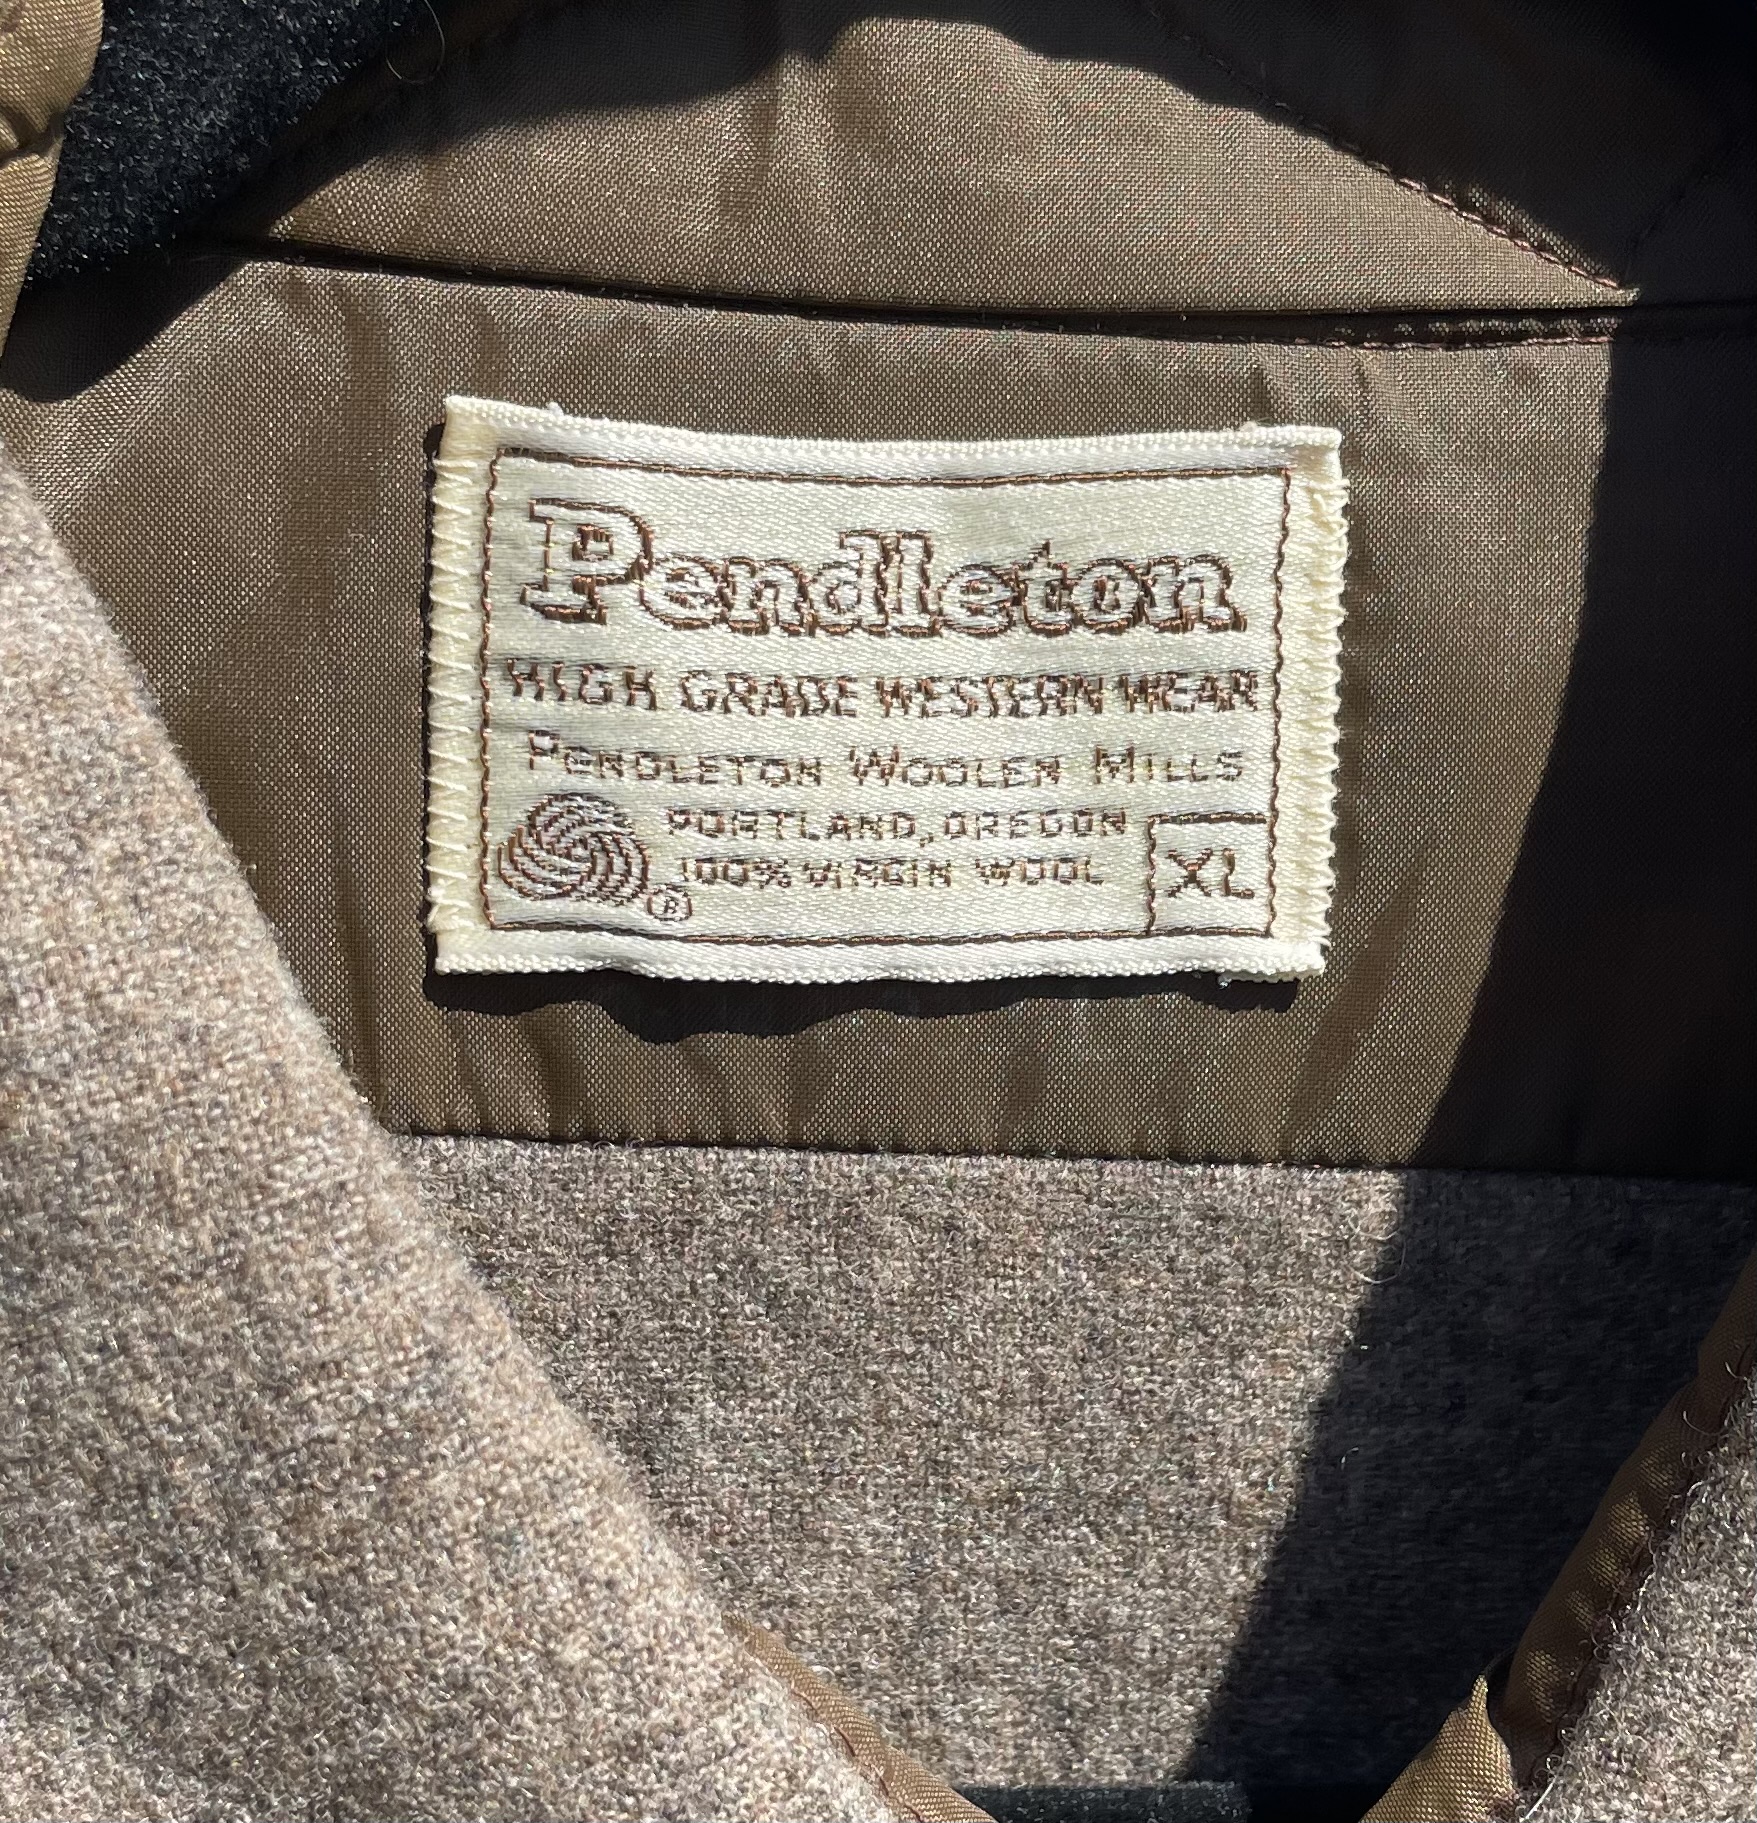 Pendleton
HIGH GRADE WESTERN WEAR
PENDLETON WOOLEN MILLS
PORTLAND, OREGON
100% VIRGIN WOOL
XL
®